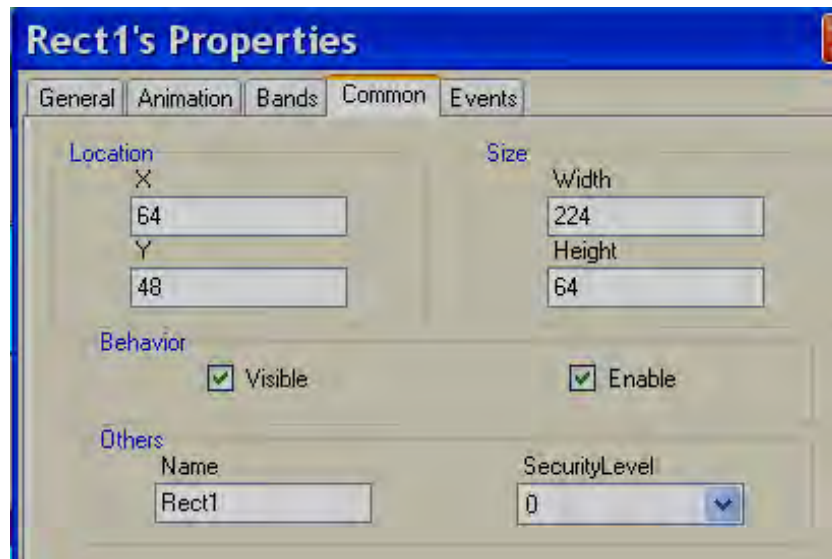 Rect1's Properties
General Animation Bands Common Events
Location Size
X Width
64 224
Y Height
48 64
Behavior
Visible Enable
Others
Name SecurityLevel
Rect1 0